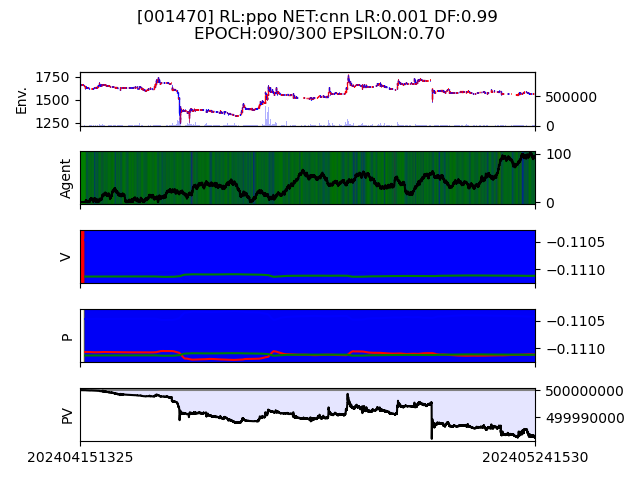 [001470] RL:ppo NET:cnn LR:0.001 DF:0.99
EPOCH:090/300 EPSILON:0.70
Env.
1750
1500
1250
500000
0
Agent
100
0
V
−0.1105
−0.1110
P
−0.1105
−0.1110
PV
500000000
499990000
202404151325
202405241530